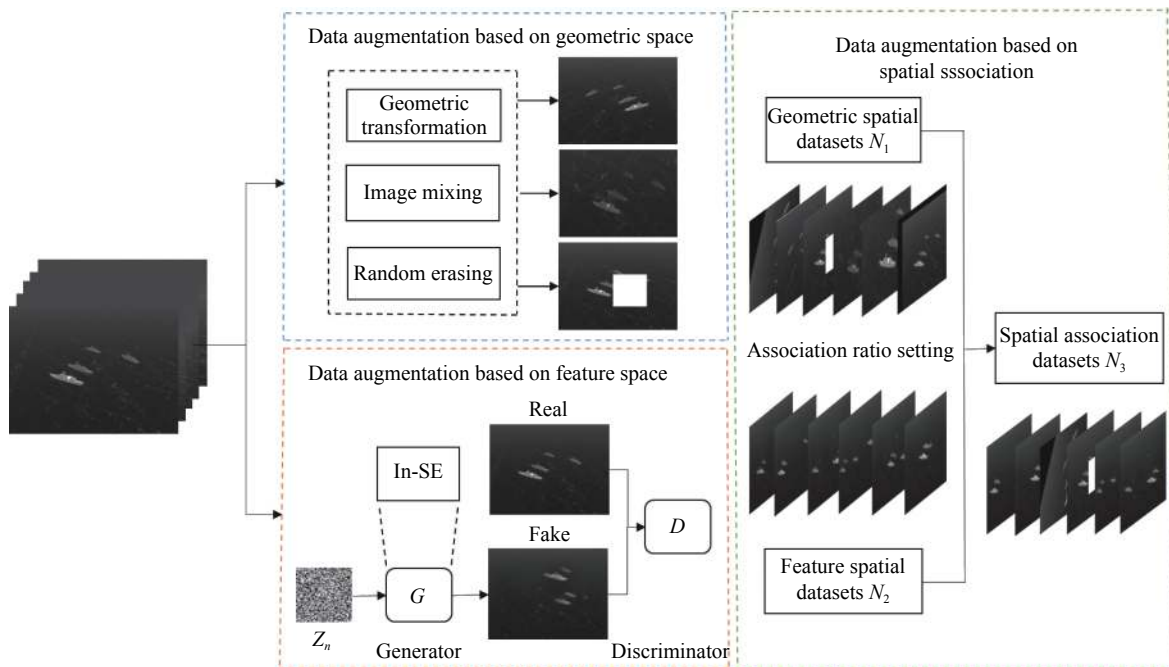 Data augmentation based on geometric space
Geometric
transformation
Image mixing
Random erasing
Data augmentation based on feature space
Real
In-SE
Fake
D
G
Zₙ
Generator
Discriminator
Data augmentation based on
spatial sssociation
Geometric spatial
datasets N₁
Association ratio setting
Spatial association
datasets N₃
Feature spatial
datasets N₂